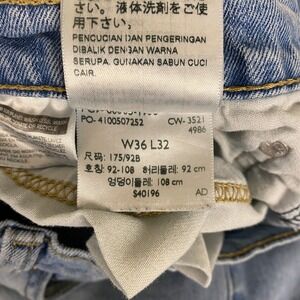 さい。液体洗剤をご使
用下さい。
PENCUCIAN DAN PENGERINGAN
DIBALIK DENGAN WARNA
SERUPA. GUNAKAN SABUN CUCI
CAIR.
PO- 4100507252
CW-3521
4986
W36 L32
尺码: 175/92B
호칭: 92-108 허리둘레: 92 cm
엉덩이둘레: 108 cm
S40196 AD